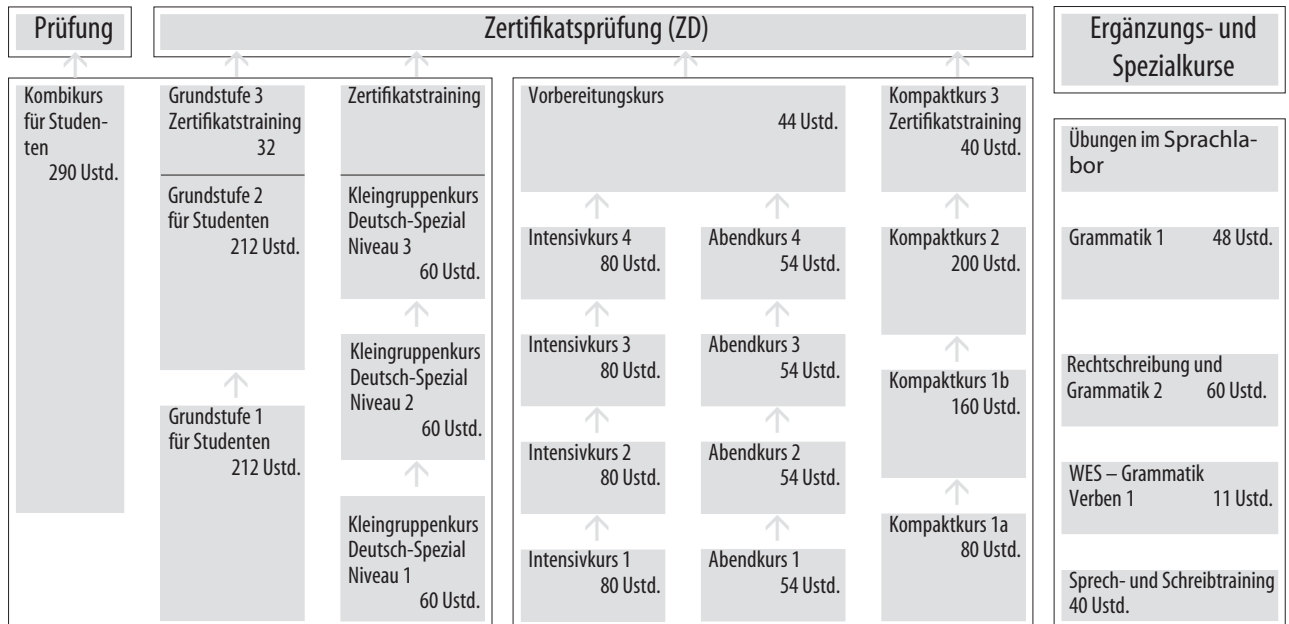 Prüfung
Zertifikatsprüfung (ZD)
Ergänzungs- und
Spezialkurse
Kombikurs
für Studen-
ten
290 Ustd.
Grundstufe 3
Zertifikatstraining
32
Grundstufe 2
für Studenten
212 Ustd.
Grundstufe 1
für Studenten
212 Ustd.
Zertifikatstraining
Kleingruppenkurs
Deutsch-Spezial
Niveau 3
60 Ustd.
Kleingruppenkurs
Deutsch-Spezial
Niveau 2
60 Ustd.
Kleingruppenkurs
Deutsch-Spezial
Niveau 1
60 Ustd.
Vorbereitungskurs
44 Ustd.
Intensivkurs 4
80 Ustd.
Intensivkurs 3
80 Ustd.
Intensivkurs 2
80 Ustd.
Intensivkurs 1
80 Ustd.
Abendkurs 4
54 Ustd.
Abendkurs 3
54 Ustd.
Abendkurs 2
54 Ustd.
Abendkurs 1
54 Ustd.
Kompaktkurs 3
Zertifikatstraining
40 Ustd.
Kompaktkurs 2
200 Ustd.
Kompaktkurs 1b
160 Ustd.
Kompaktkurs 1a
80 Ustd.
Übungen im Sprachla-
bor
Grammatik 1 48 Ustd.
Rechtschreibung und
Grammatik 2 60 Ustd.
WES – Grammatik
Verben 1 11 Ustd.
Sprech- und Schreibtraining
40 Ustd.